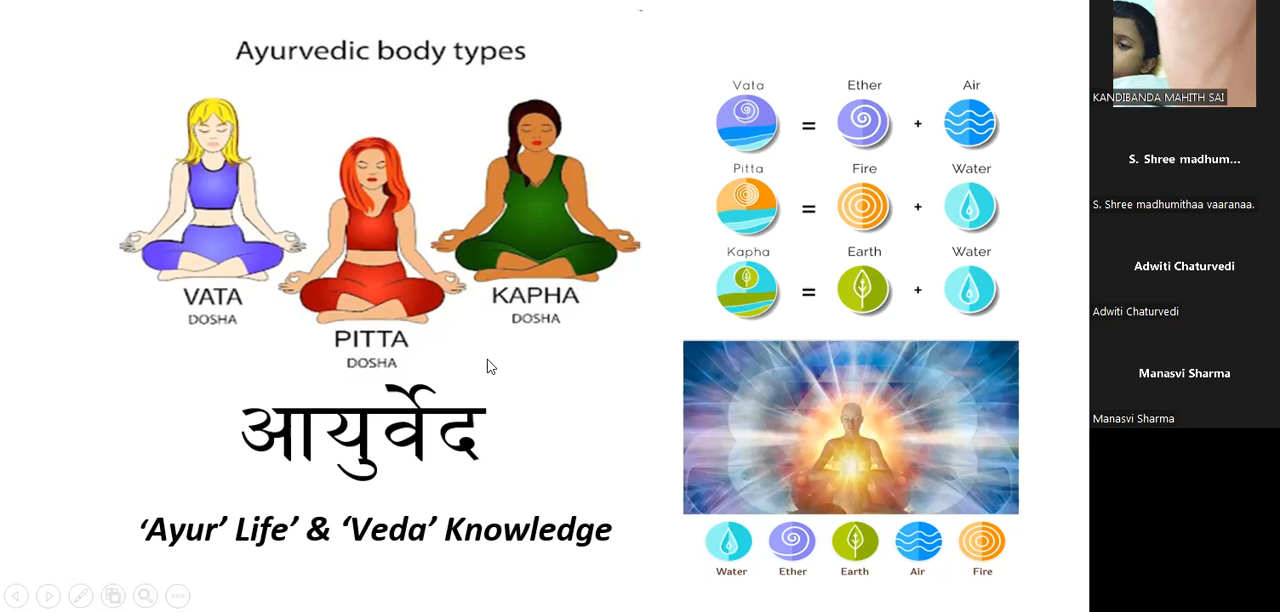 Ayurvedic body types
VATA
DOSHA
PITTA
DOSHA
KAPHA
DOSHA
आयुर्वेद
‘Ayur’ Life’ & ‘Veda’ Knowledge
Vata Ether Air
= +
Pitta Fire Water
= +
Kapha Earth Water
= +
Water Ether Earth Air Fire
KANDIBANDA MAHITH SAI
S. Shree madhum...
S. Shree madhumithaa vaaranaa.
Adwiti Chaturvedi
Adwiti Chaturvedi
Manasvi Sharma
Manasvi Sharma